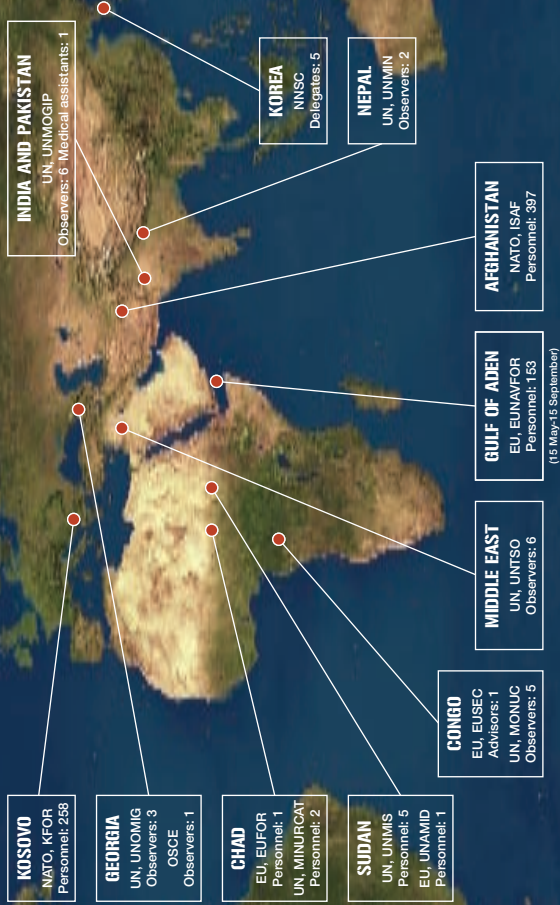 KOSOVO
NATO, KFOR
Personnel: 258
GEORGIA
UN, UNOMIG
Observers: 3
OSCE
Observers: 1
CHAD
EU, EUFOR
Personnel: 1
UN, MINURCAT
Personnel: 2
SUDAN
UN, UNMIS
Personnel: 5
EU, UNAMID
Personnel: 1
CONGO
EU, EUSEC
Advisors: 1
UN, MONUC
Observers: 5
MIDDLE EAST
UN, UNTSO
Observers: 6
GULF OF ADEN
EU, EUNAVFOR
Personnel: 153
(15 May-15 September)
AFGHANISTAN
NATO, ISAF
Personnel: 397
INDIA AND PAKISTAN
UN, UNMOGIP
Observers: 6 Medical assistants: 1
KOREA
NNSC
Delegates: 5
NEPAL
UN, UNMIN
Observers: 2